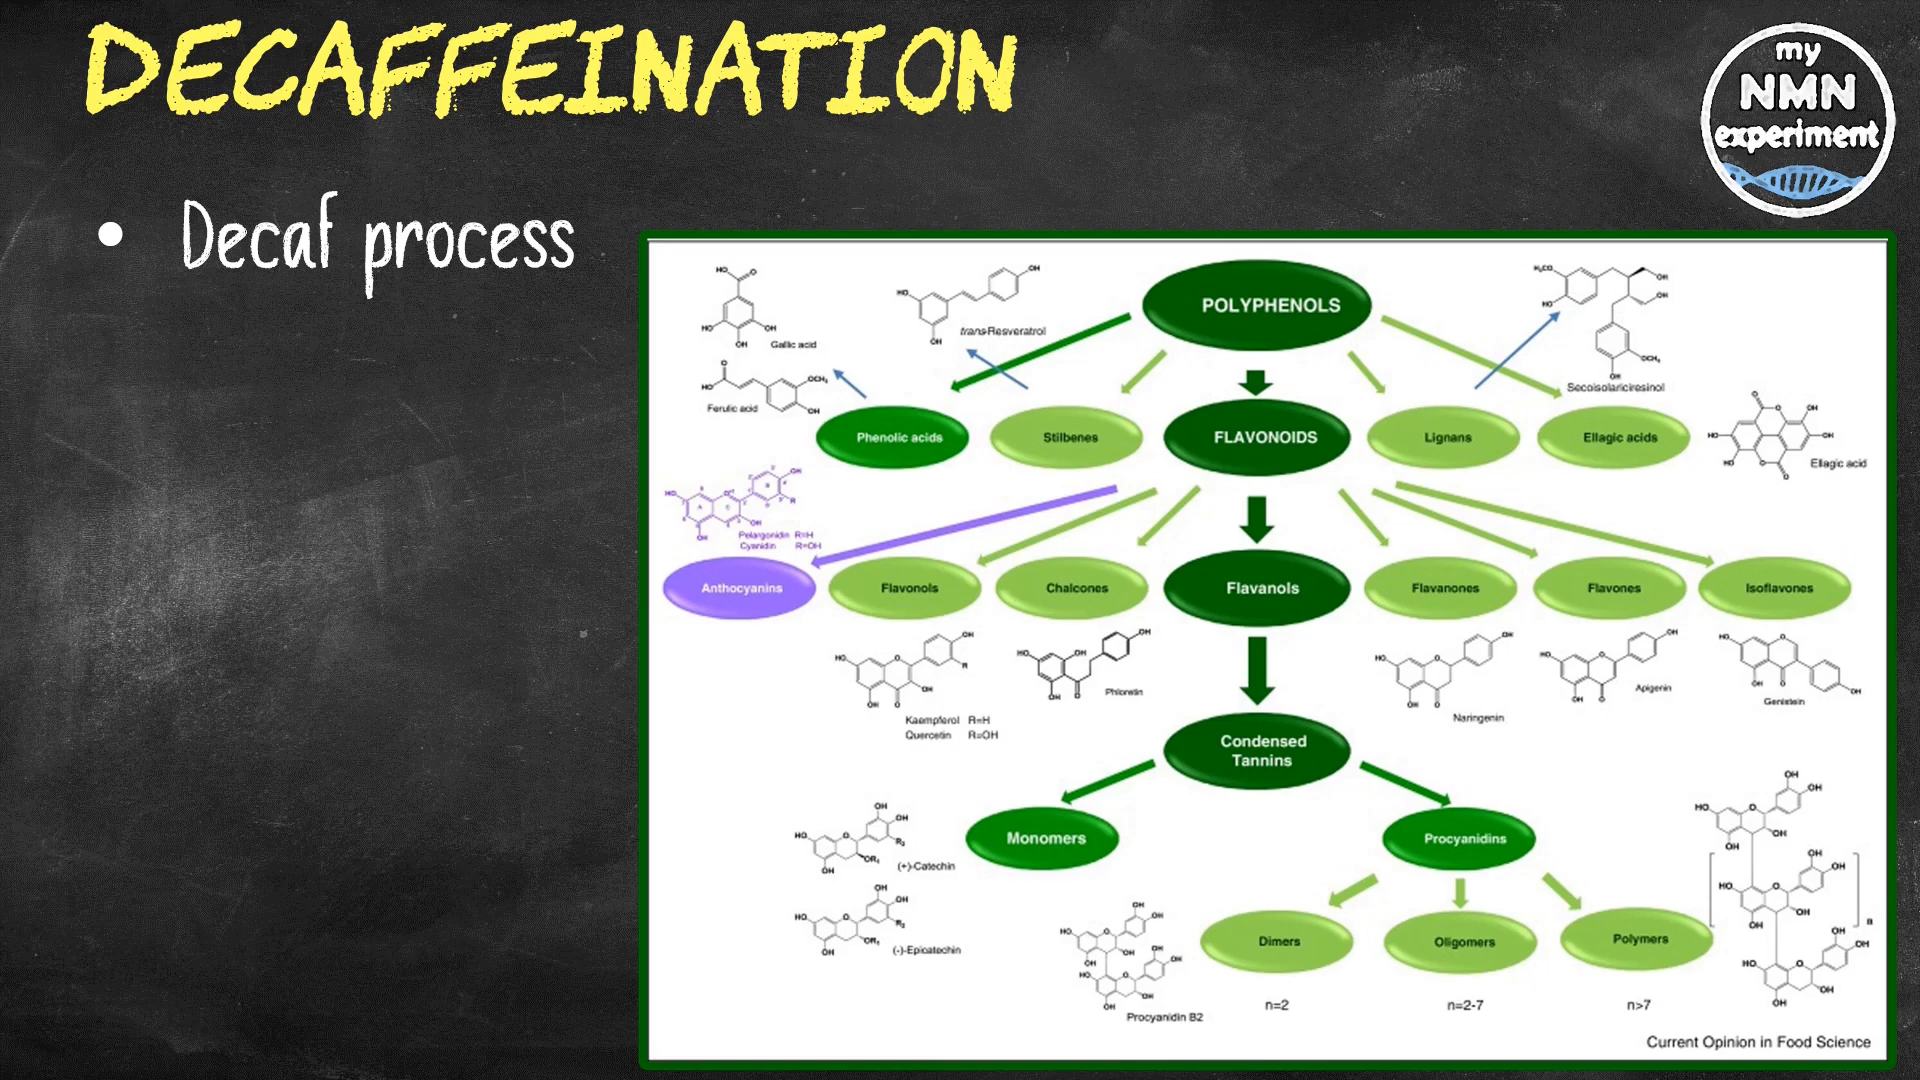 DECAFFEINATION
my
NMN
experiment
• Decaf process
POLYPHENOLS
Gallic acid
trans-Resveratrol
Secoisolariciresinol
Ferulic acid
Phenolic acids
Stilbenes
FLAVONOIDS
Lignans
Ellagic acids
Ellagic acid
Pelargonidin R=H
Cyanidin R=OH
Anthocyanins
Flavonols
Chalcones
Flavanols
Flavanones
Flavones
Isoflavones
Kaempferol R=H
Quercetin R=OH
Phloretin
Naringenin
Apigenin
Genistein
Condensed
Tannins
Monomers
Procyanidins
(+)-Catechin
(-)-Epicatechin
Procyanidin B2
Dimers
Oligomers
Polymers
n=2
n=2-7
n>7
Current Opinion in Food Science